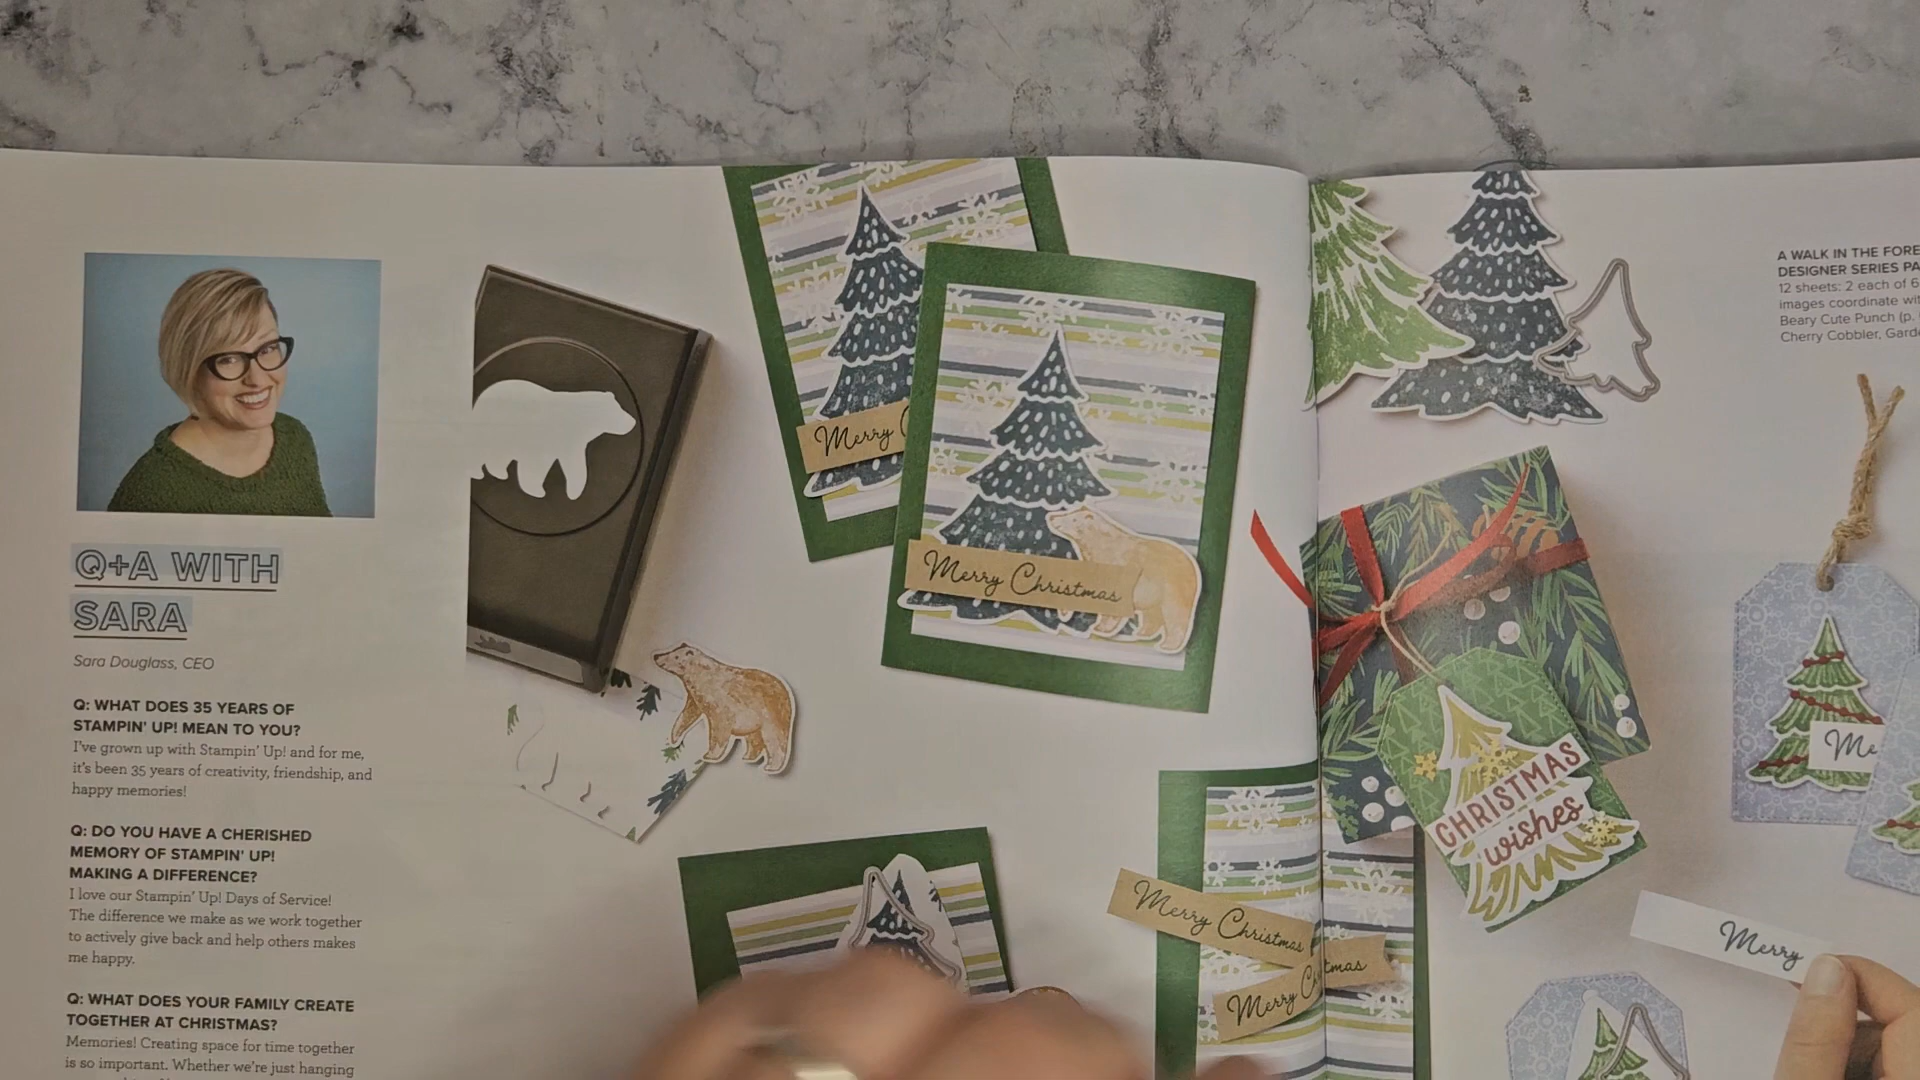 Q+A WITH
SARA
Sara Douglass, CEO
Q: WHAT DOES 35 YEARS OF
STAMPIN' UP! MEAN TO YOU?
I've grown up with Stampin' Up! and for me,
it's been 35 years of creativity, friendship, and
happy memories!
Q: DO YOU HAVE A CHERISHED
MEMORY OF STAMPIN' UP!
MAKING A DIFFERENCE?
I love our Stampin' Up! Days of Service!
The difference we make as we work together
to actively give back and help others makes
me happy.
Q: WHAT DOES YOUR FAMILY CREATE
TOGETHER AT CHRISTMAS?
Memories! Creating space for time together
is so important. Whether we're just hanging
Merry
Merry Christmas
Merry Christmas
Merry
tmas
CHRISTMAS
wishes
A WALK IN THE
DESIGNER SERIES
12 sheets: 2 each of 6
images coordinate
Beary Cute Punch (p.
Cherry Cobbler,
Merry